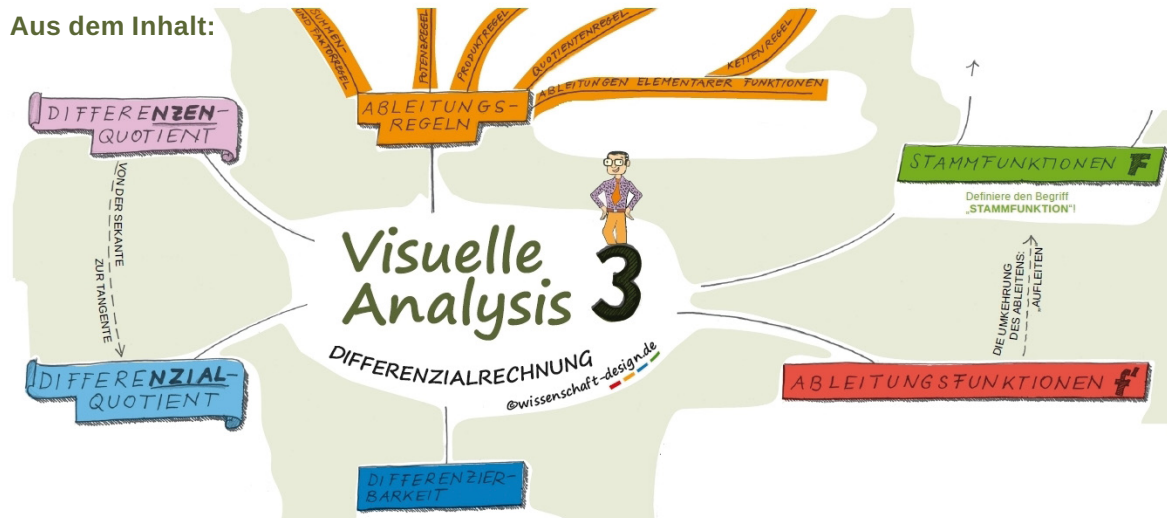 Aus dem Inhalt:
SUMMEN-
UND FAKTORREGEL
POTENZREGEL
PRODUKTREGEL
QUOTIENTENREGEL
KETTENREGEL
ABLEITUNGEN ELEMENTARER FUNKTIONEN
ABLEITUNGS-
REGELN
DIFFERENZEN-
QUOTIENT
VON DER SEKANTE
ZUR TANGENTE
DIFFERENZIAL-
QUOTIENT
Visuelle
Analysis 3
DIFFERENZIALRECHNUNG
©wissenschaft-design.de
STAMMFUNKTIONEN F
Definiere den Begriff
„STAMMFUNKTION"!
DIE UMKEHRUNG
DES ABLEITENS:
„AUFLEITEN"
ABLEITUNGSFUNKTIONEN f'
DIFFERENZIER-
BARKEIT